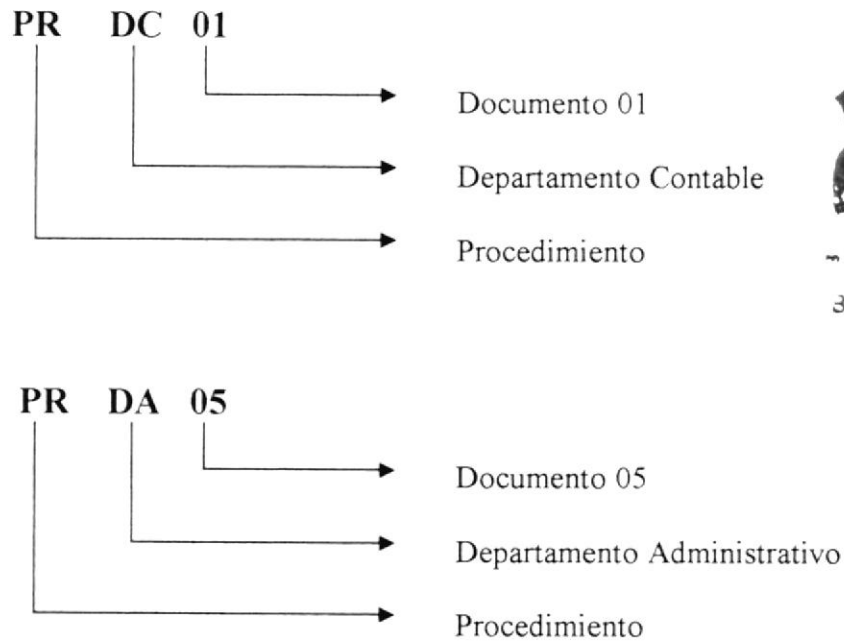 PR DC 01
Documento 01
Departamento Contable
Procedimiento
PR DA 05
Documento 05
Departamento Administrativo
Procedimiento